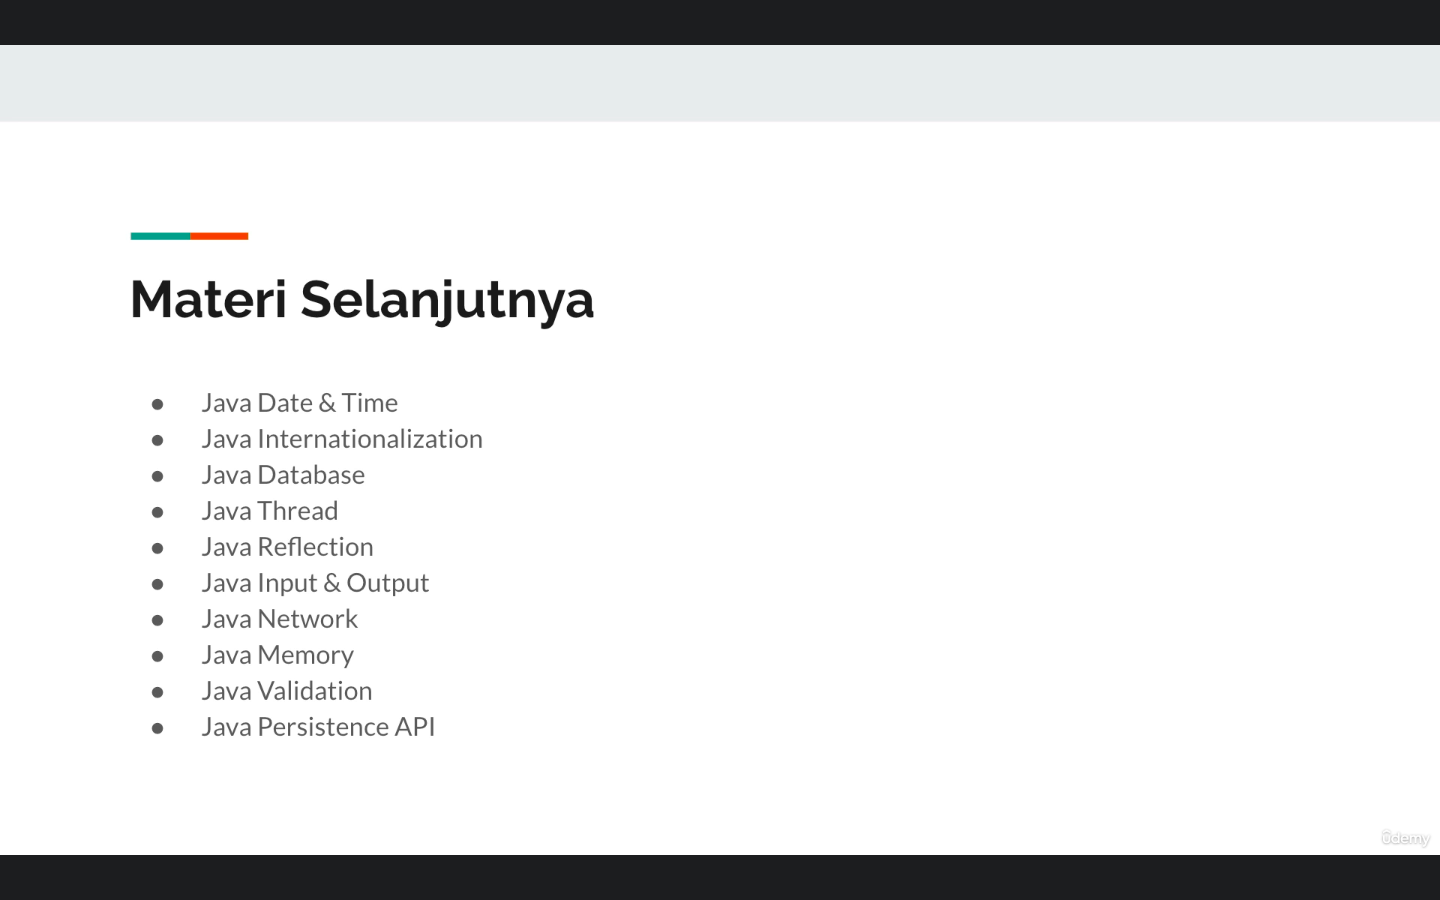 Materi Selanjutnya
● Java Date & Time
● Java Internationalization
● Java Database
● Java Thread
● Java Reflection
● Java Input & Output
● Java Network
● Java Memory
● Java Validation
● Java Persistence API
ûdemy